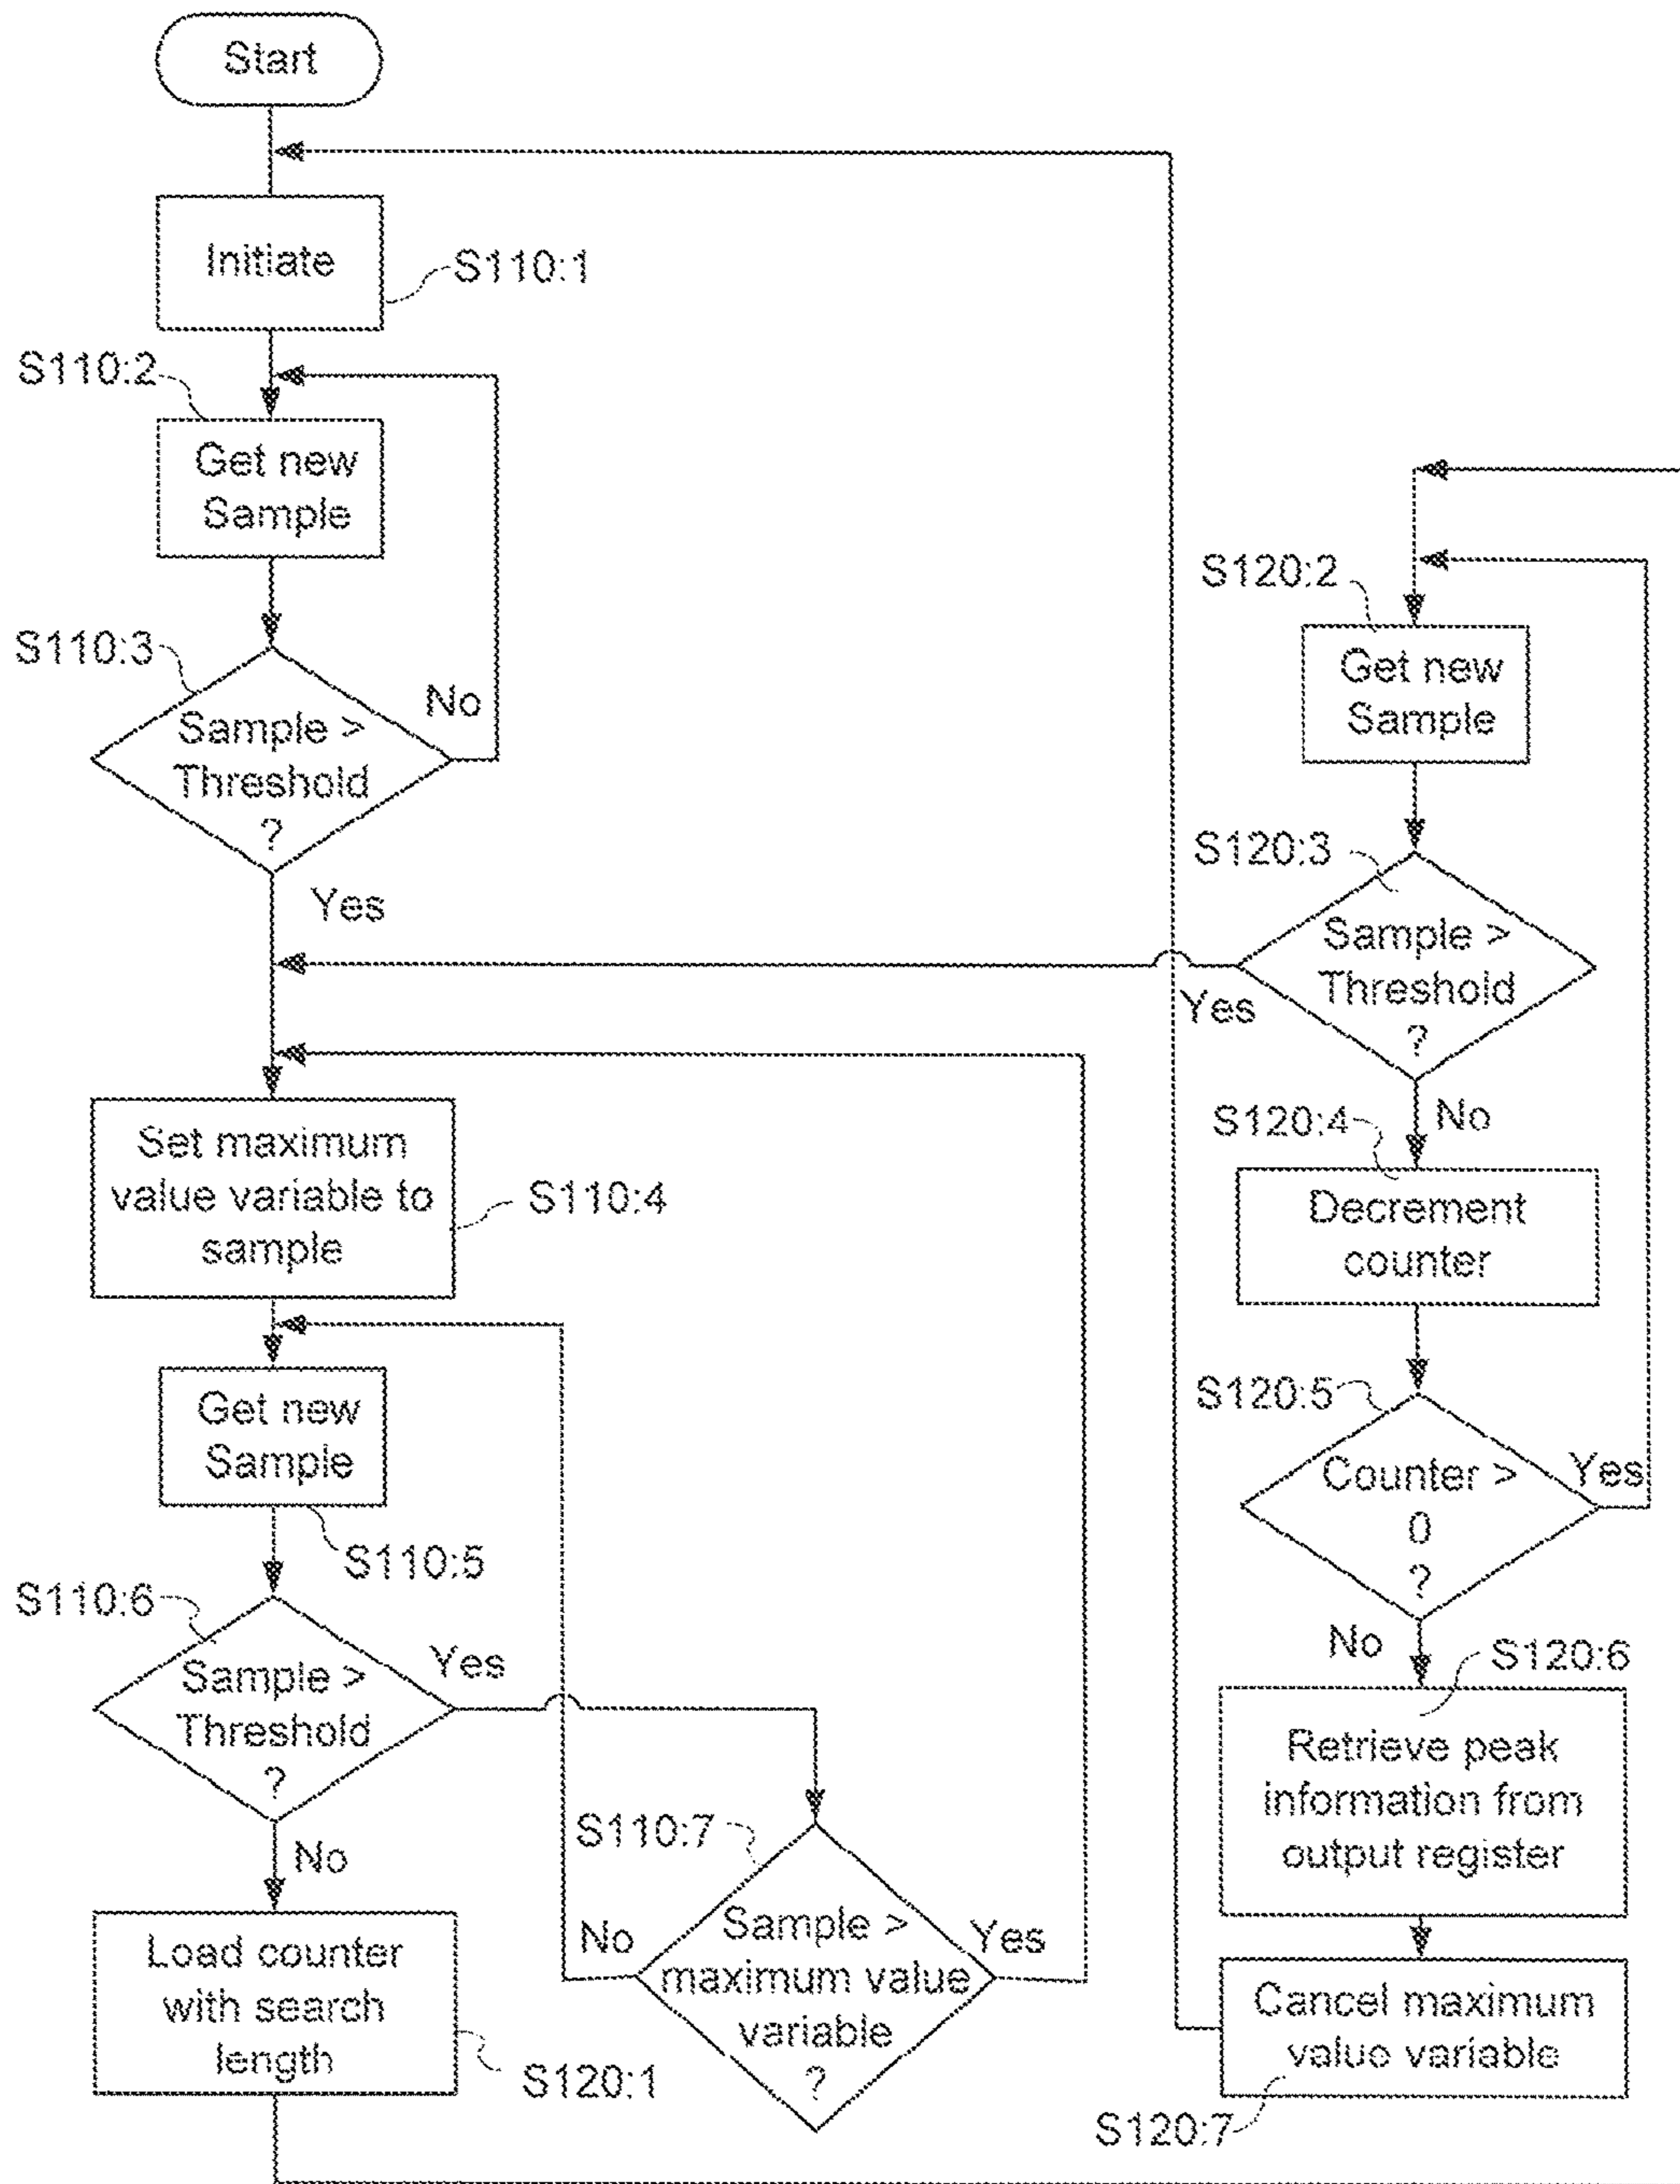 Start
Initiate
S110:1
S110:2
Get new
Sample
S110:3
Sample >
Threshold
?
No
Yes
Set maximum
value variable to
sample
S110:4
Get new
Sample
S110:5
S110:6
Sample >
Threshold
?
Yes
No
S110:7
Sample >
maximum value
variable
?
No
Yes
Load counter
with search
length
S120:1
S120:2
Get new
Sample
S120:3
Sample >
Threshold
?
Yes
No
S120:4
Decrement
counter
S120:5
Counter >
0
?
Yes
No
S120:6
Retrieve peak
information from
output register
Cancel maximum
value variable
S120:7